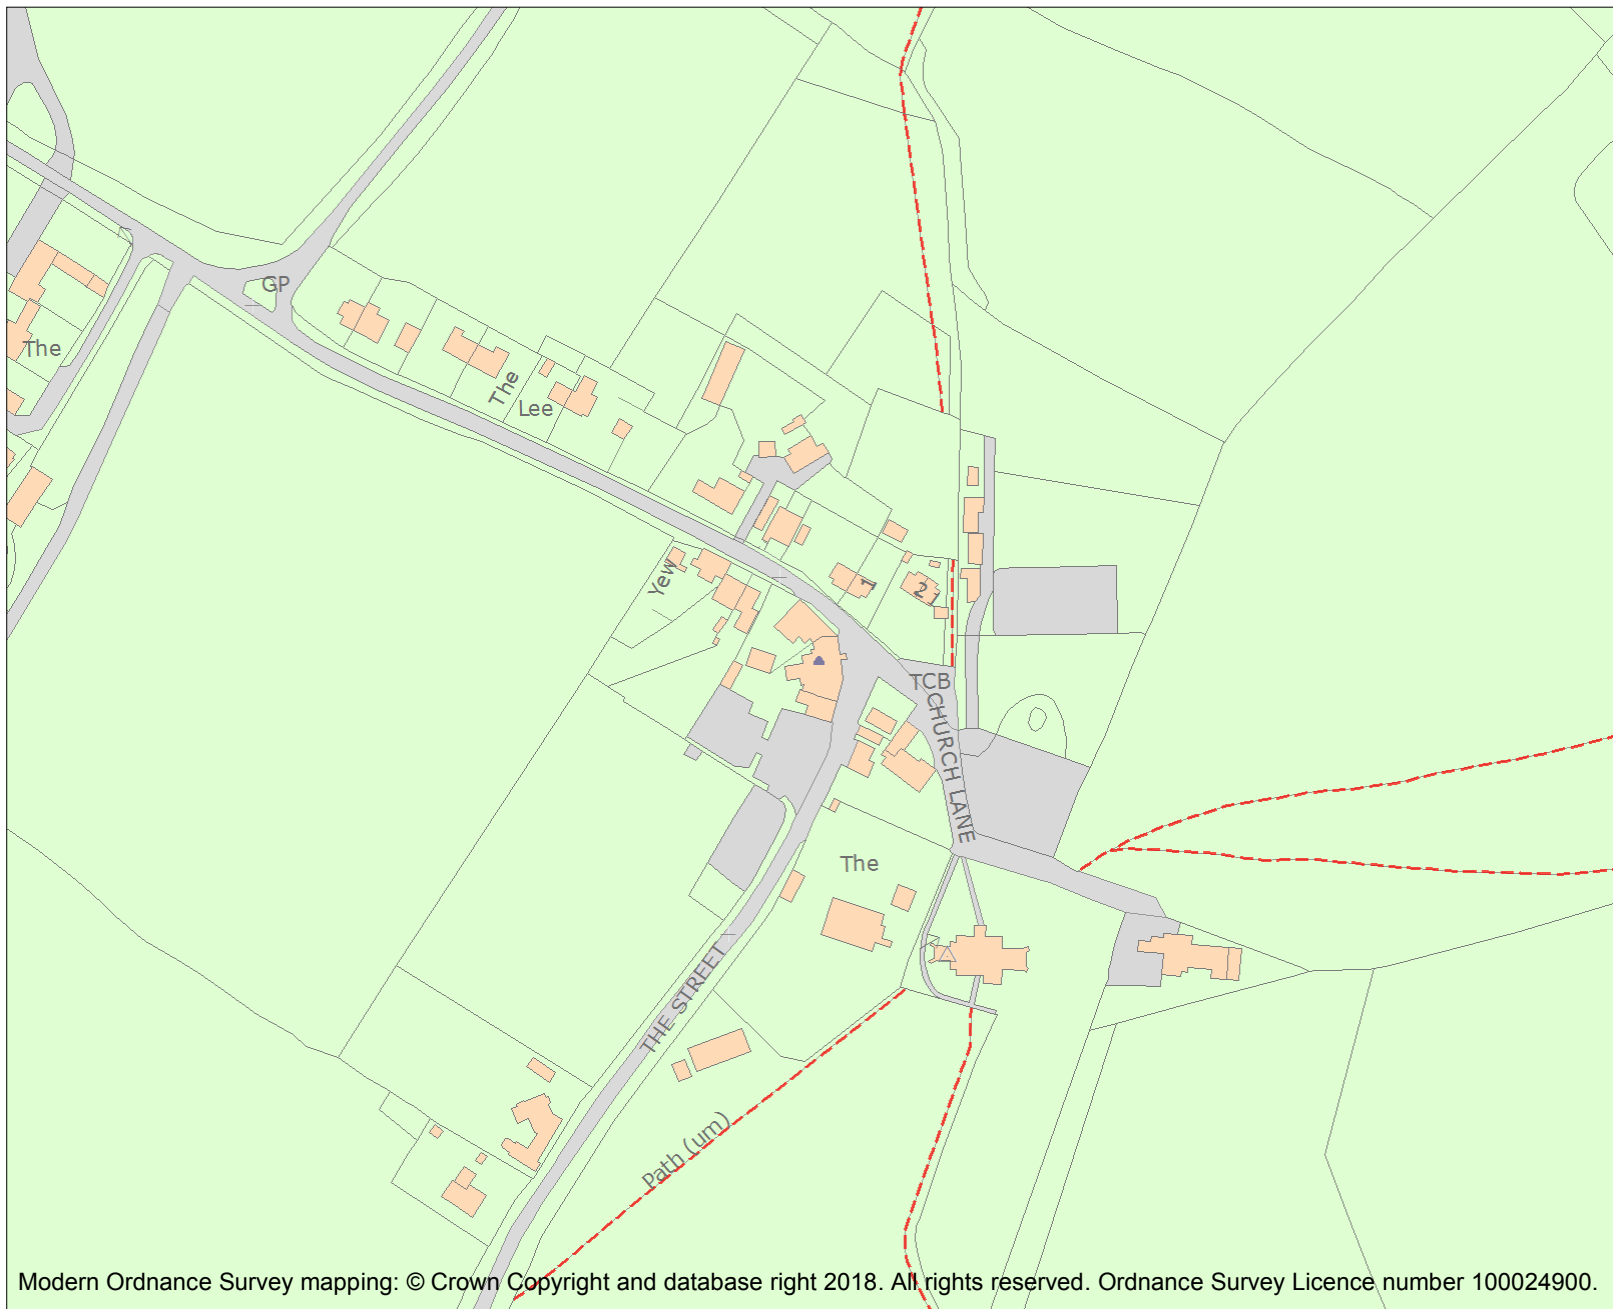 GP
The
The
Lee
Yew
1
2
1
TCB
CHURCH LANE
The
THE STREET
Path (um)
Modern Ordnance Survey mapping: © Crown Copyright and database right 2018. All rights reserved. Ordnance Survey Licence number 100024900.